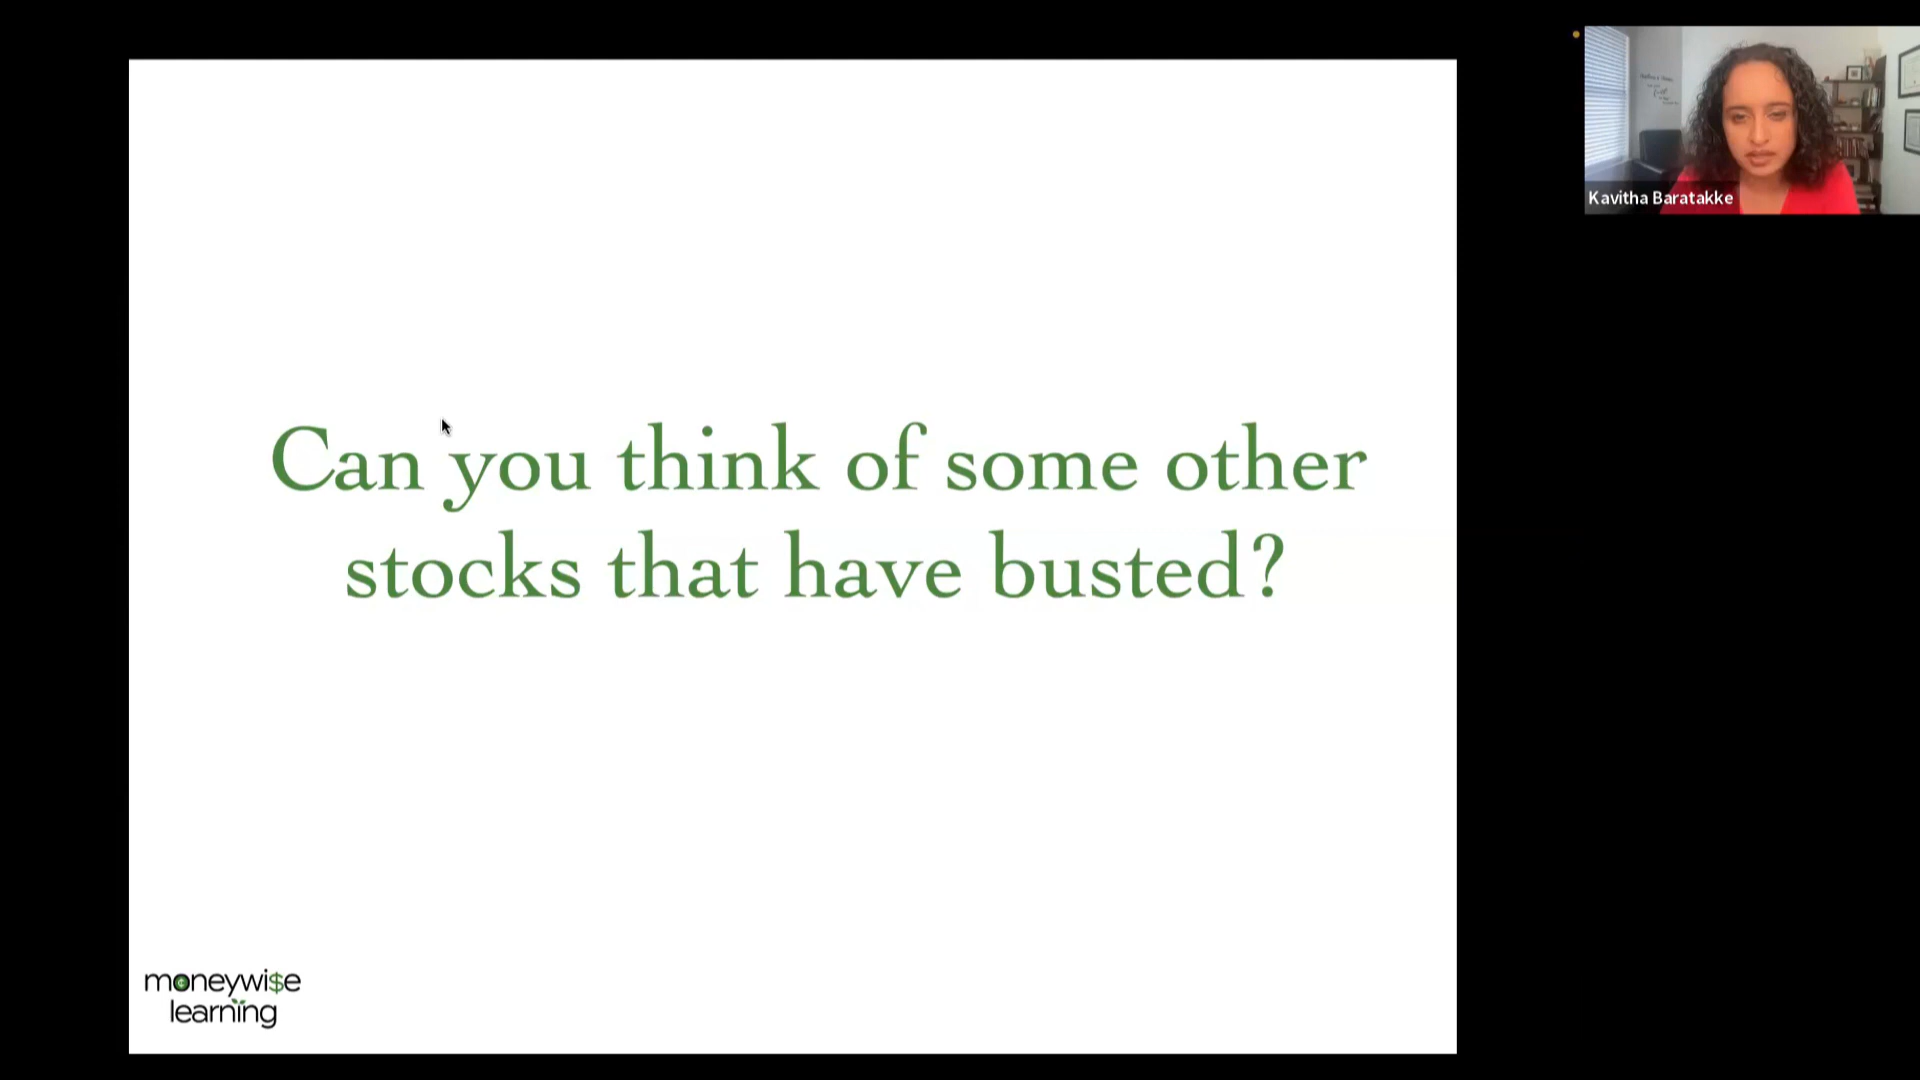 Can you think of some other
stocks that have busted?
Kavitha Baratakke
moneywi$e
learning